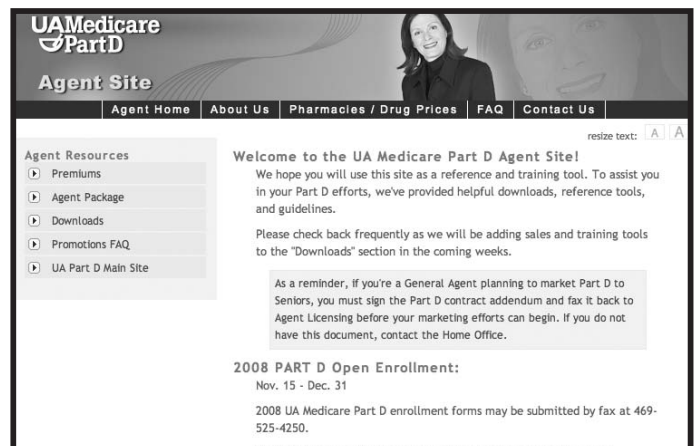 UAMedicare
PartD
Agent Site
Agent Home About Us Pharmacies / Drug Prices FAQ Contact Us
resize text: A A
Agent Resources
Premiums
Agent Package
Downloads
Promotions FAQ
UA Part D Main Site
Welcome to the UA Medicare Part D Agent Site!
We hope you will use this site as a reference and training tool. To assist you
in your Part D efforts, we've provided helpful downloads, reference tools,
and guidelines.
Please check back frequently as we will be adding sales and training tools
to the "Downloads" section in the coming weeks.
As a reminder, if you're a General Agent planning to market Part D to
Seniors, you must sign the Part D contract addendum and fax it back to
Agent Licensing before your marketing efforts can begin. If you do not
have this document, contact the Home Office.
2008 PART D Open Enrollment:
Nov. 15 - Dec. 31
2008 UA Medicare Part D enrollment forms may be submitted by fax at 469-
525-4250.